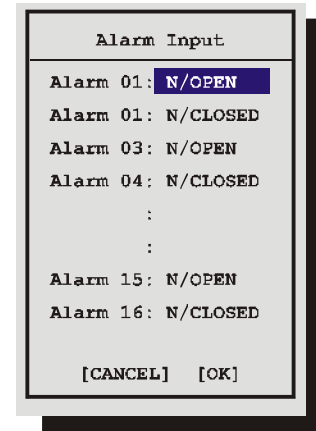 Alarm Input
Alarm 01: N/OPEN
Alarm 01: N/CLOSED
Alarm 03: N/OPEN
Alarm 04: N/CLOSED
:
:
Alarm 15: N/OPEN
Alarm 16: N/CLOSED
[CANCEL] [OK]